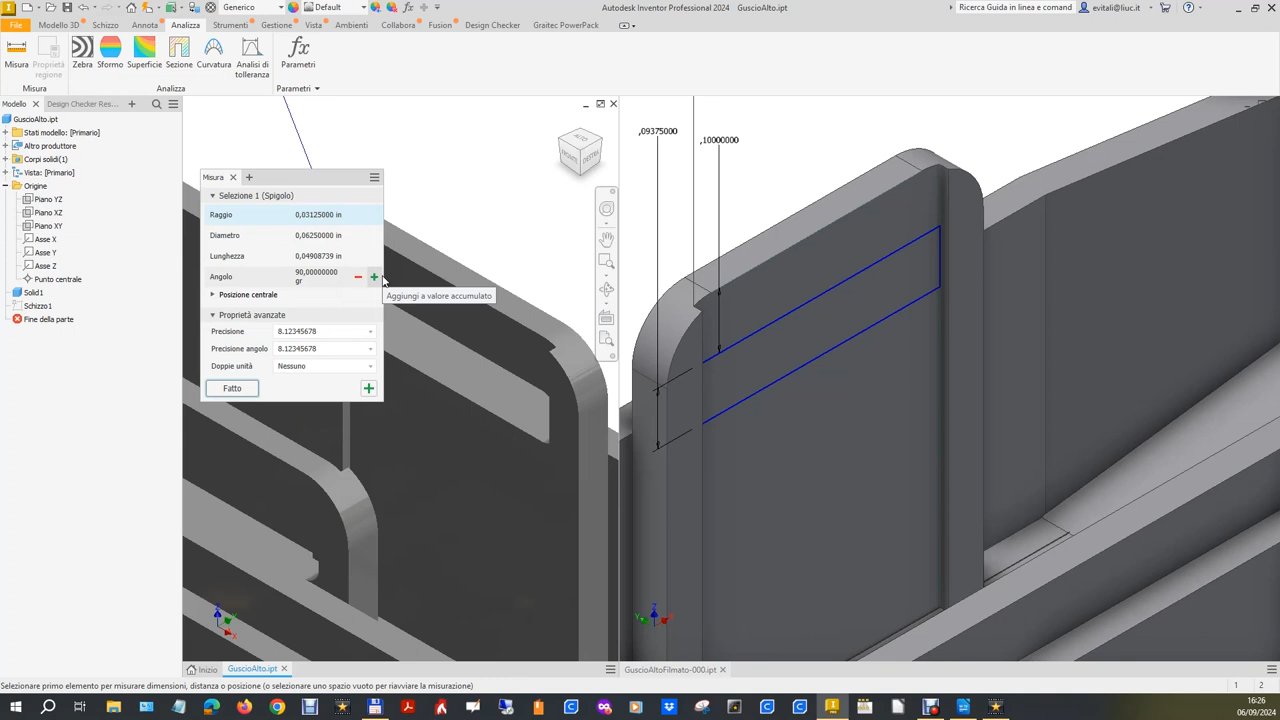 Generico
Default
Autodesk Inventor Professional 2024 GuscioAlto.ipt
Ricerca Guida in linea e comand
evitali@liuc.it
File
Modello 3D
Schizzo
Annota
Analizza
Strumenti
Gestione
Vista
Ambienti
Collabora
Fusion
Design Checker
Graitec PowerPack
fx
Misura
Proprietà
regione
Zebra
Sformo
Superficie
Sezione
Curvatura
Analisi di
tolleranza
Parametri
Misura
Analizza
Parametri
Modello
Design Checker Res...
GuscioAlto.ipt
Stati modello: [Primario]
Alto produttore
Corpi solidi(1)
Vista: [Primario]
Origine
Piano YZ
Piano XZ
Piano XY
Asse X
Asse Y
Asse Z
Punto centrale
Solid1
Schizzo1
Fine della parte
Misura
Selezione 1 (Spigolo)
Raggio 0,03125000 in
Diametro 0,06250000 in
Lunghezza 0,04908739 in
Angolo 90,00000000
gr
Posizione centrale
Aggiungi a valore accumulato
Proprietà avanzate
Precisione 8.12345678
Precisione angolo 8.12345678
Doppie unità Nessuno
Fatto
ALTO
DESTRA
,09375000
,10000000
Z
Y
X
Z
Y
X
Inizio
GuscioAlto.ipt
GuscioAltoFilmato-000.ipt
Selezionare primo elemento per misurare dimensioni, distanza o posizione (o selezionare uno spazio vuoto per riavviare la misurazione)
1 2
16:26
06/09/2024